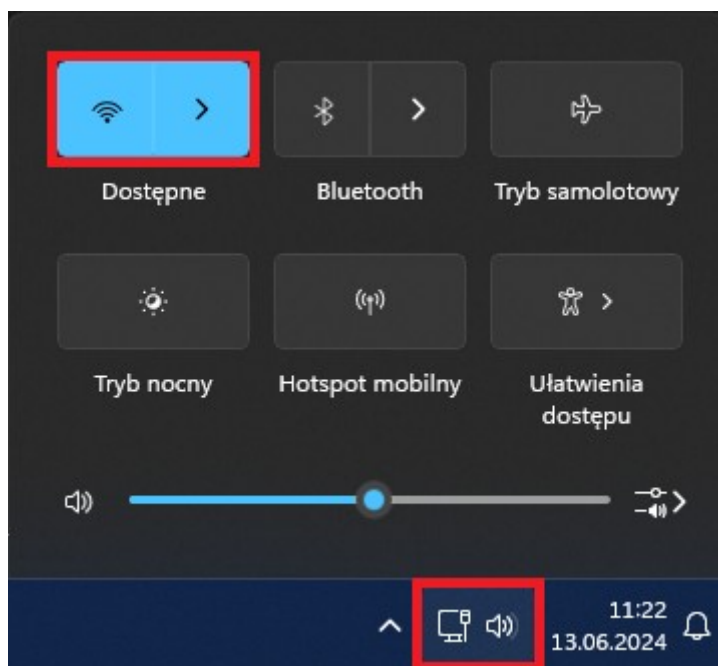 Dostępne
Bluetooth
Tryb samolotowy
Tryb nocny
Hotspot mobilny
Ułatwienia
dostępu
11:22
13.06.2024